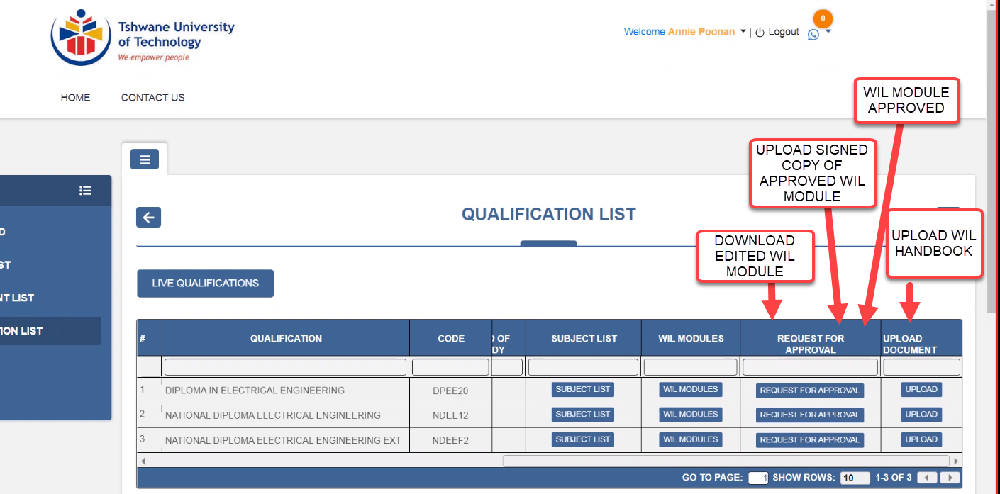 Tshwane University
of Technology
We empower people
Welcome Annie Poonan | Logout
0
HOME
CONTACT US
WIL MODULE
APPROVED
UPLOAD SIGNED
COPY OF
APPROVED WIL
MODULE
DOWNLOAD
EDITED WIL
MODULE
UPLOAD WIL
HANDBOOK
D
ST
NT LIST
ION LIST
QUALIFICATION LIST
LIVE QUALIFICATIONS
# QUALIFICATION CODE OF SUBJECT LIST WIL MODULES REQUEST FOR UPLOAD
DY APPROVAL DOCUMENT
1 DIPLOMA IN ELECTRICAL ENGINEERING DPEE20 SUBJECT LIST WIL MODULES REQUEST FOR APPROVAL UPLOAD
2 NATIONAL DIPLOMA ELECTRICAL ENGINEERING NDEE12 SUBJECT LIST WIL MODULES REQUEST FOR APPROVAL UPLOAD
3 NATIONAL DIPLOMA ELECTRICAL ENGINEERING EXT NDEEF2 SUBJECT LIST WIL MODULES REQUEST FOR APPROVAL UPLOAD
GO TO PAGE: 1 SHOW ROWS: 10 1-3 OF 3